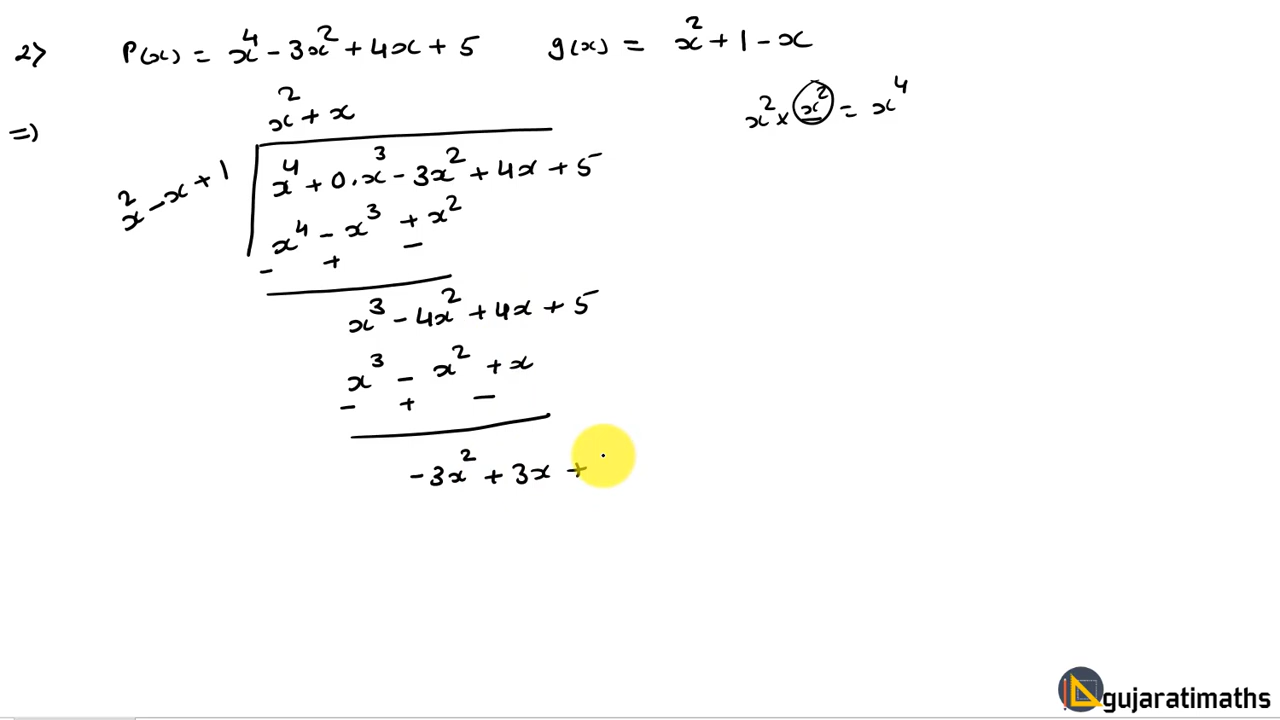 2) P(x) = x⁴ - 3x² + 4x + 5 g(x) = x² + 1 - x
x² × x² = x⁴
=) x² + x
x² - x + 1 x⁴ + 0.x³ - 3x² + 4x + 5
x⁴ - x³ + x²
- + -
x³ - 4x² + 4x + 5
x³ - x² + x
- + -
-3x² + 3x +
gujaratimaths